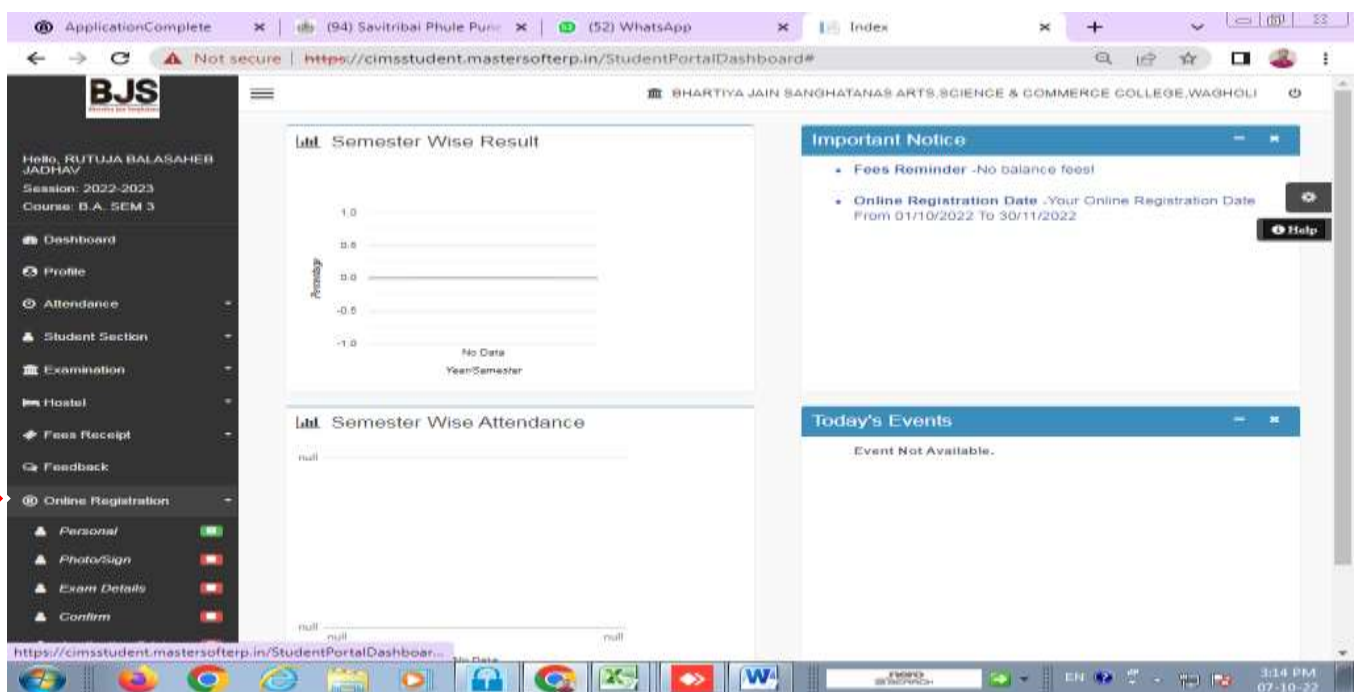 ApplicationComplete
(94) Savitribai Phule Pune
(52) WhatsApp
Index
Not secure
https://cimsstudent.mastersofterp.in/StudentPortalDashboard#
BJS
BHARTIYA JAIN SANGHATANAS ARTS,SCIENCE & COMMERCE COLLEGE,WAGHOLI
Hello, RUTUJA BALASAHEB
JADHAV
Session: 2022-2023
Course: B.A. SEM 3
Dashboard
Profile
Attendance
Student Section
Examination
Hostel
Fees Receipt
Feedback
Online Registration
Personal
Photo/Sign
Exam Details
Confirm
Semester Wise Result
1.0
0.5
0.0
-0.5
-1.0
Percentage
No Data
Year/Semester
Important Notice
Fees Reminder -No balance fees!
Online Registration Date -Your Online Registration Date
From 01/10/2022 To 30/11/2022
Help
Semester Wise Attendance
null
null
null
null
No Data
Today's Events
Event Not Available.
https://cimsstudent.mastersofterp.in/StudentPortalDashboar...
EN
3:14 PM
07-10-22